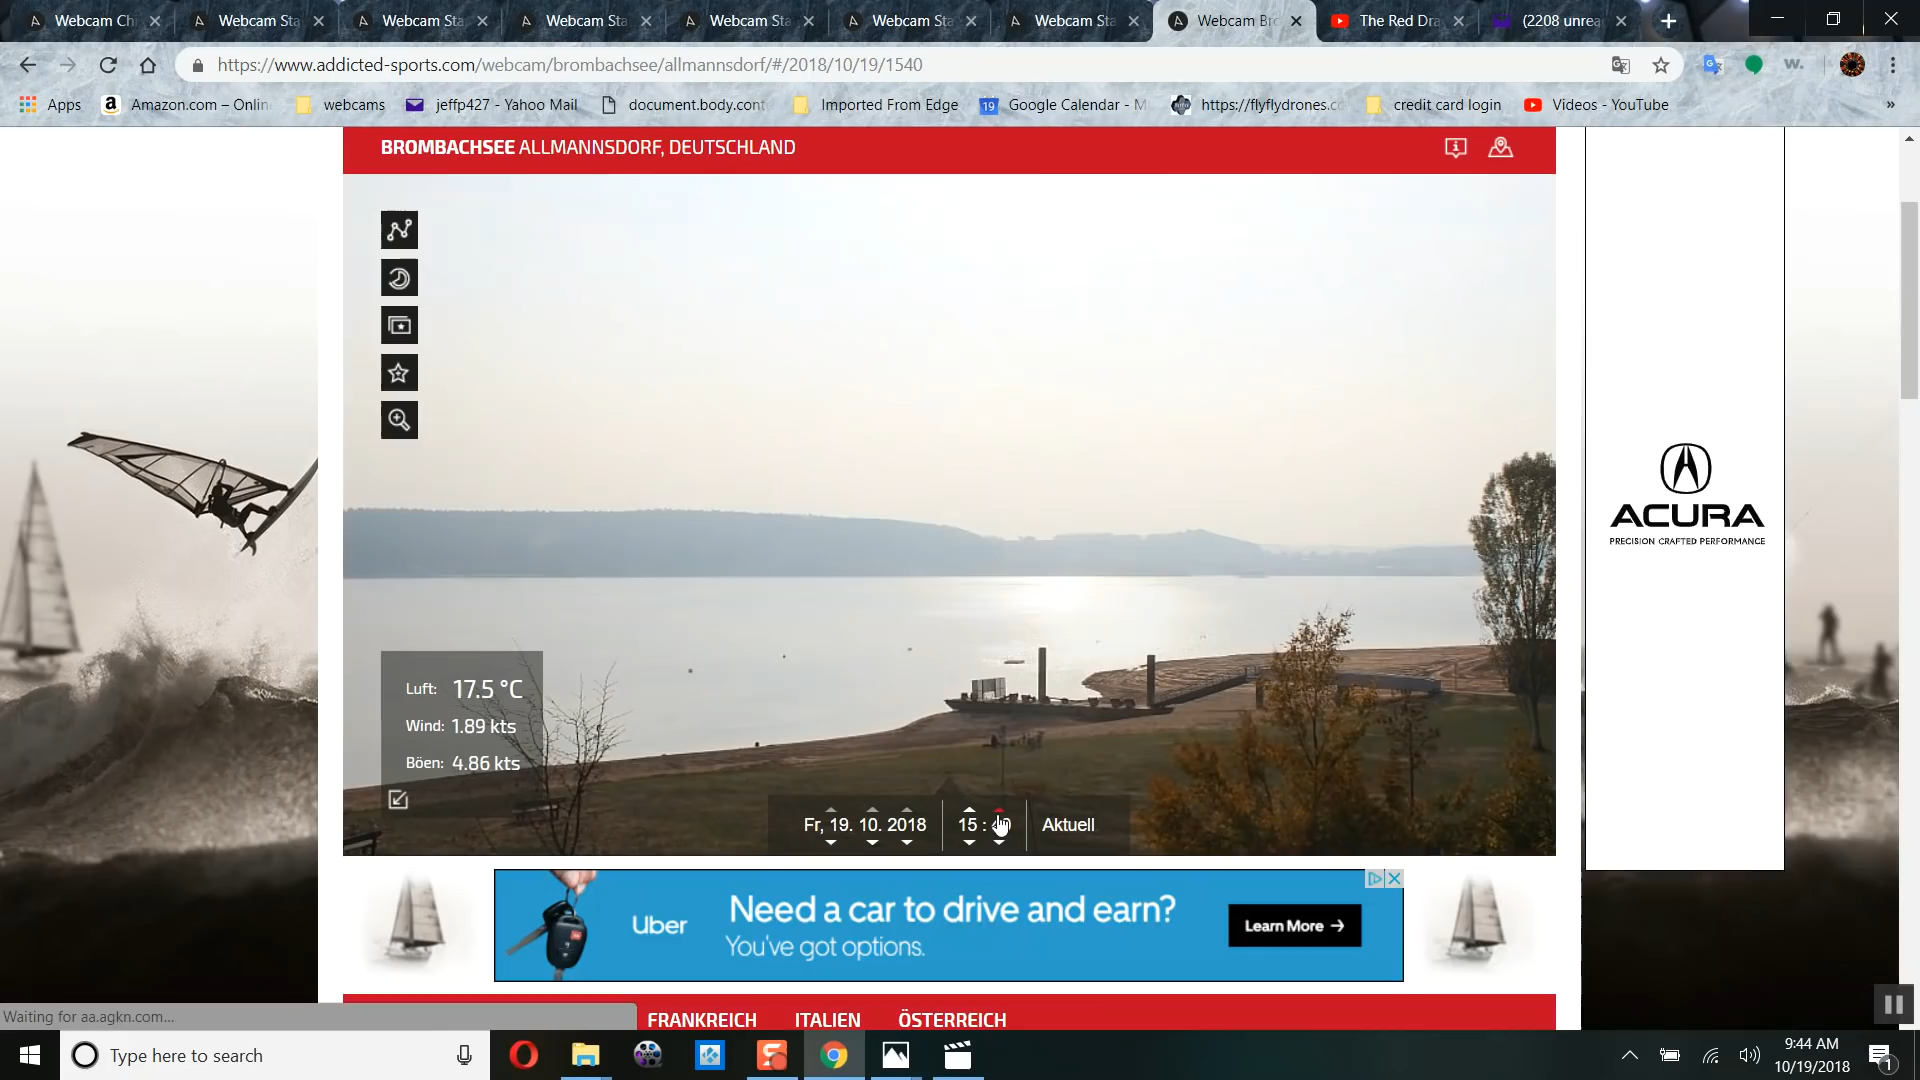 Webcam Chi
Webcam Sta
Webcam Sta
Webcam Sta
Webcam Sta
Webcam Sta
Webcam Sta
Webcam Bro
The Red Dra
(2208 unrea
https://www.addicted-sports.com/webcam/brombachsee/allmannsdorf/#/2018/10/19/1540
Apps
Amazon.com – Onlin
webcams
jeffp427 - Yahoo Mail
document.body.cont
Imported From Edge
19
Google Calendar - M
https://flyflydrones.co
credit card login
Videos - YouTube
»
BROMBACHSEE ALLMANNSDORF, DEUTSCHLAND
Luft: 17.5 °C
Wind: 1.89 kts
Böen: 4.86 kts
Fr, 19. 10. 2018
15 :
Aktuell
ACURA
PRECISION CRAFTED PERFORMANCE
Uber
Need a car to drive and earn?
You've got options.
Learn More →
FRANKREICH ITALIEN ÖSTERREICH
Waiting for aa.agkn.com...
Type here to search
9:44 AM
10/19/2018
1